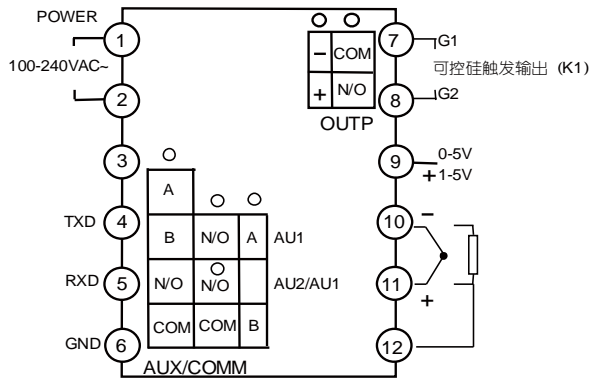 POWER
1
100-240VAC~
2
3
TXD 4
RXD 5
GND 6
− COM
+ N/O
OUTP
7 G1
可控硅触发输出 (K1)
8 G2
9 0-5V
+ 1-5V
10 −
11 +
12
A
B N/O A AU1
N/O N/O AU2/AU1
COM COM B
AUX/COMM